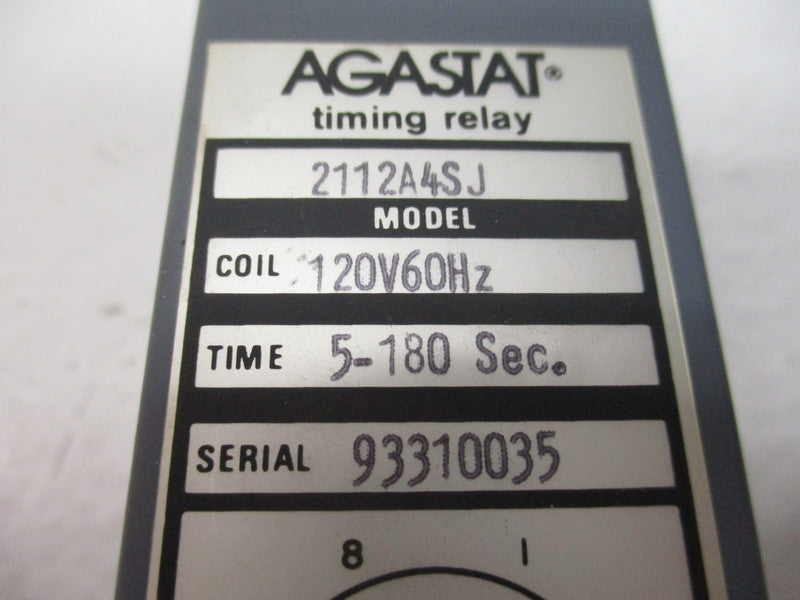 AGASTAT®
timing relay
2112A4SJ
MODEL
COIL 120V60Hz
TIME 5-180 Sec.
SERIAL 93310035
8 1